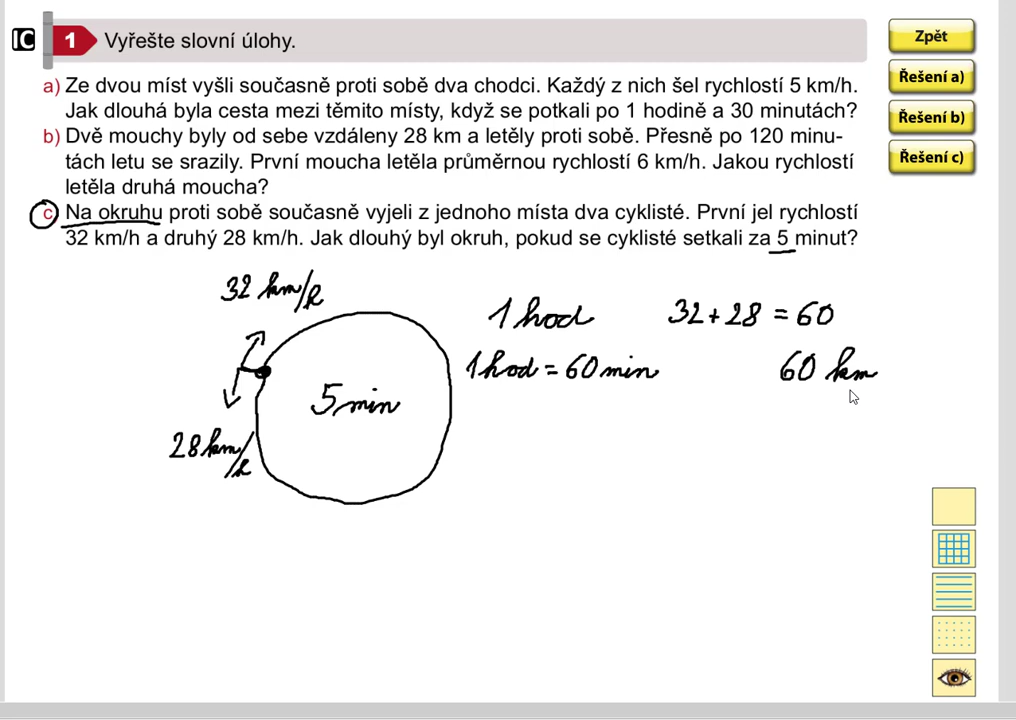 IC
1 Vyřešte slovní úlohy.
Zpět
Řešení a)
Řešení b)
Řešení c)
a) Ze dvou míst vyšli současně proti sobě dva chodci. Každý z nich šel rychlostí 5 km/h.
Jak dlouhá byla cesta mezi těmito místy, když se potkali po 1 hodině a 30 minutách?
b) Dvě mouchy byly od sebe vzdáleny 28 km a letěly proti sobě. Přesně po 120 minu-
tách letu se srazily. První moucha letěla průměrnou rychlostí 6 km/h. Jakou rychlostí
letěla druhá moucha?
c) Na okruhu proti sobě současně vyjeli z jednoho místa dva cyklisté. První jel rychlostí
32 km/h a druhý 28 km/h. Jak dlouhý byl okruh, pokud se cyklisté setkali za 5 minut?
32 km/h
1 hod 32 + 28 = 60
1 hod = 60 min 60 km
5 min
28 km/h